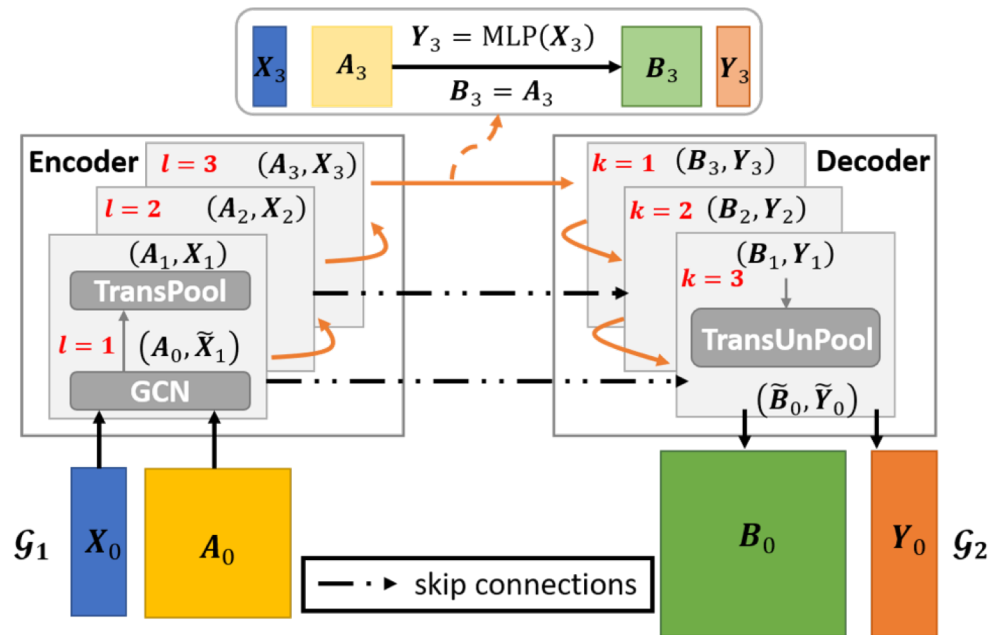 Y₃ = MLP(X₃)
X₃ A₃ B₃ Y₃
B₃ = A₃
Encoder
l = 3 (A₃, X₃)
l = 2 (A₂, X₂)
(A₁, X₁)
TransPool
l = 1 (A₀, X̃₁)
GCN
k = 1 (B₃, Y₃)
Decoder
k = 2 (B₂, Y₂)
(B₁, Y₁)
k = 3
TransUnPool
(B̃₀, Ỹ₀)
𝓖₁ X₀ A₀
B₀ Y₀ 𝓖₂
skip connections